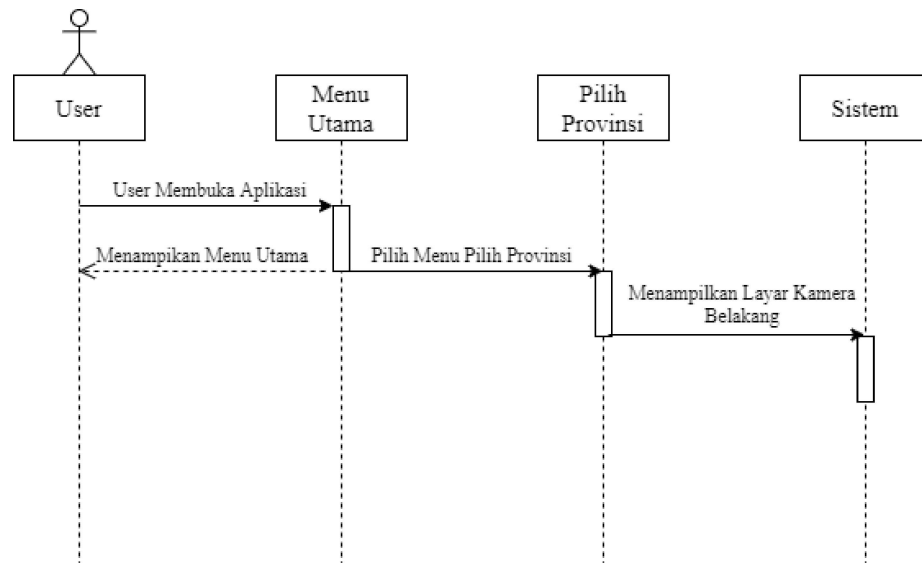 User
Menu
Utama
Pilih
Provinsi
Sistem
User Membuka Aplikasi
Menampikan Menu Utama
Pilih Menu Pilih Provinsi
Menampilkan Layar Kamera
Belakang